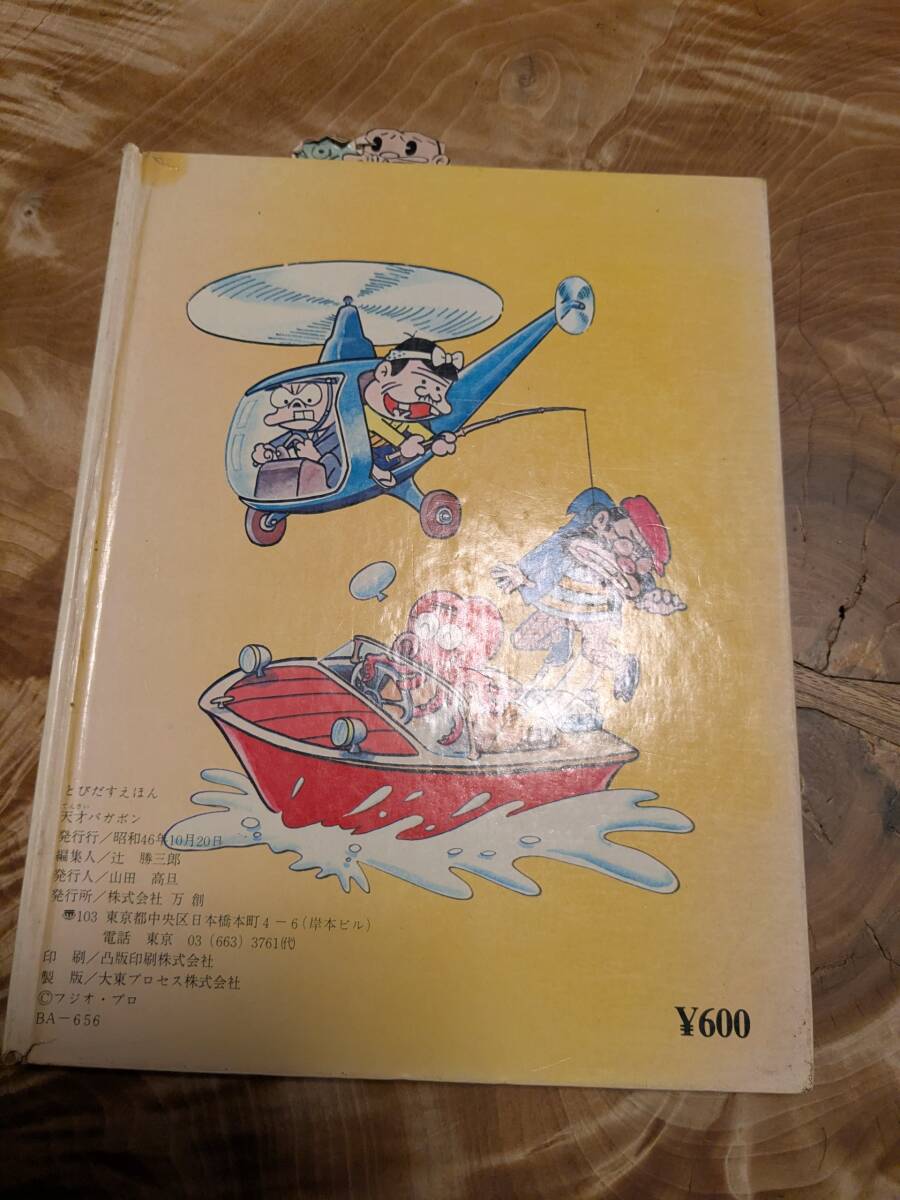 とびだすえほん
てんさい
天才バカボン
発行行／昭和46年10月20日
編集人／辻 勝三郎
発行人／山田 高旦
発行所／株式会社 万 創
〠103 東京都中央区日本橋本町4－6(岸本ビル)
電話 東京 03 (663) 3761㈹
印 刷／凸版印刷株式会社
製 版／大東プロセス株式会社
Ⓒフジオ・プロ
BA－656
¥600